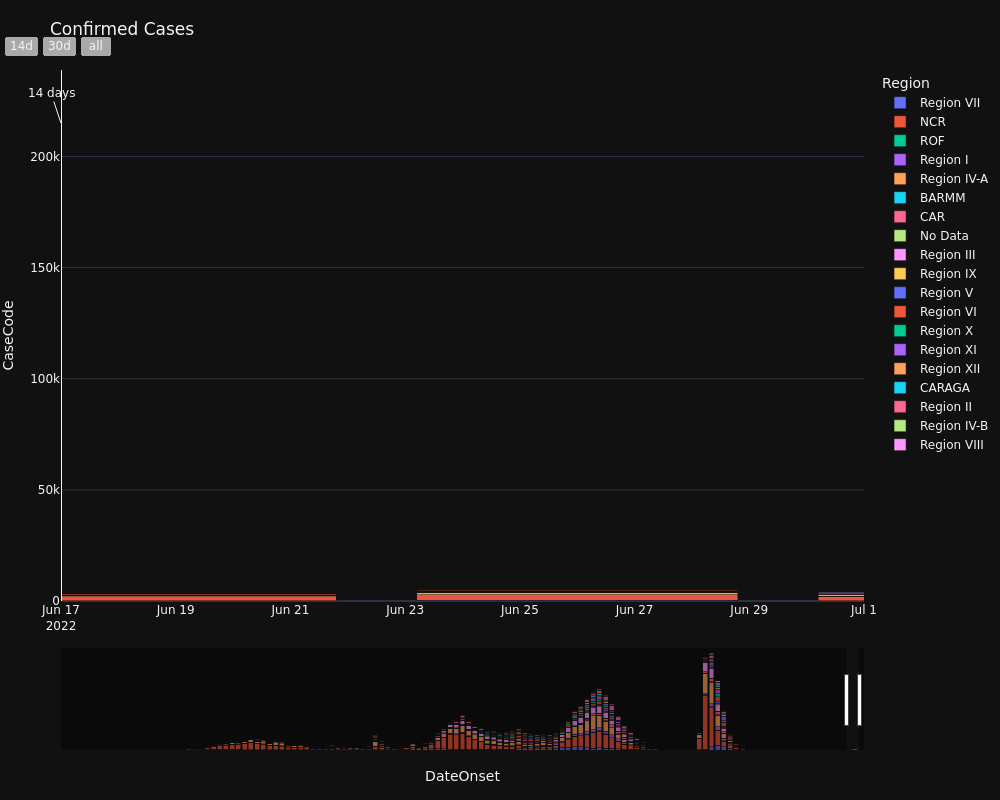 Confirmed Cases
14d 30d all
14 days
200k
150k
100k
50k
0
CaseCode
Jun 17 Jun 19 Jun 21 Jun 23 Jun 25 Jun 27 Jun 29 Jul 1
2022
DateOnset
Region
Region VII
NCR
ROF
Region I
Region IV-A
BARMM
CAR
No Data
Region III
Region IX
Region V
Region VI
Region X
Region XI
Region XII
CARAGA
Region II
Region IV-B
Region VIII